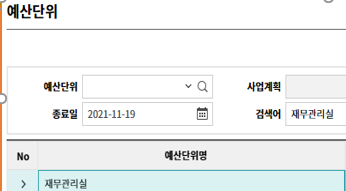 예산단위
예산단위 사업계획
종료일 2021-11-19 검색어 재무관리실
No 예산단위명
재무관리실